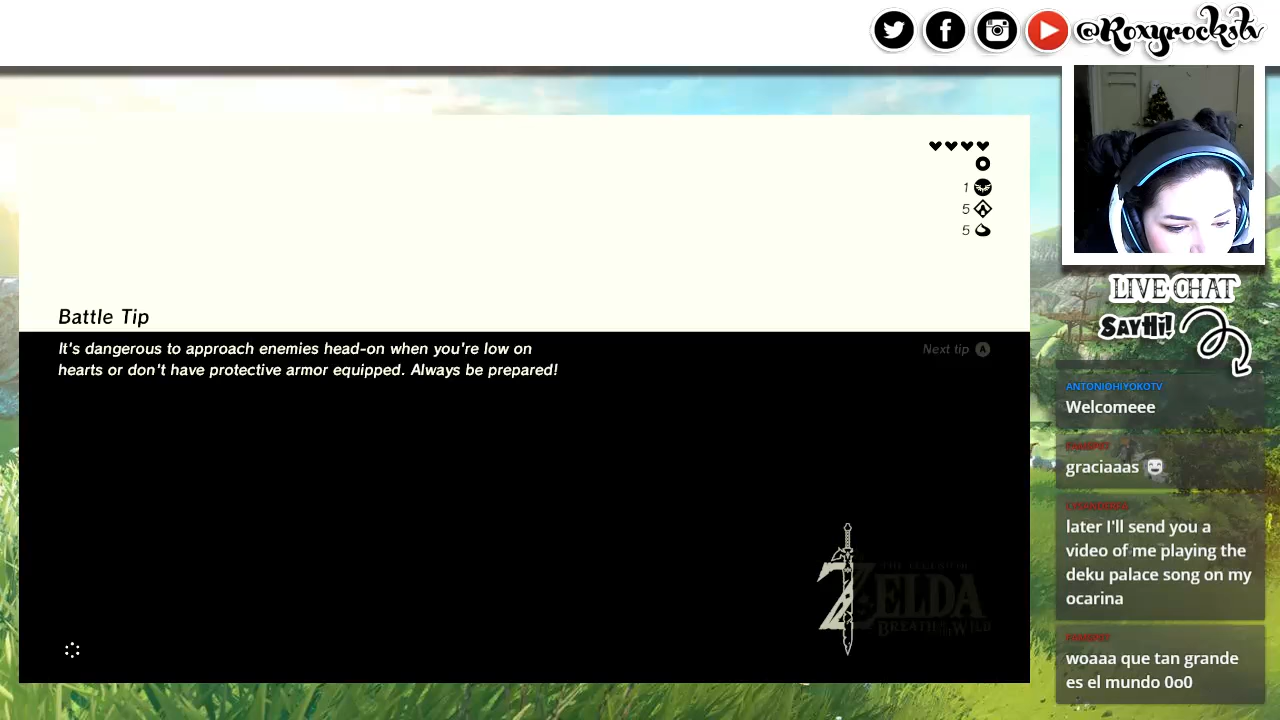 @Roxyrockstv
1
5
5
Battle Tip
It's dangerous to approach enemies head-on when you're low on
hearts or don't have protective armor equipped. Always be prepared!
Next tip A
THE LEGEND OF
ZELDA
BREATH OF THE WILD
LIVE CHAT
SAY HI!
ANTONIOHIYOKOTV
Welcomeee
graciaaas
later I'll send you a
video of me playing the
deku palace song on my
ocarina
woaaa que tan grande
es el mundo 0o0